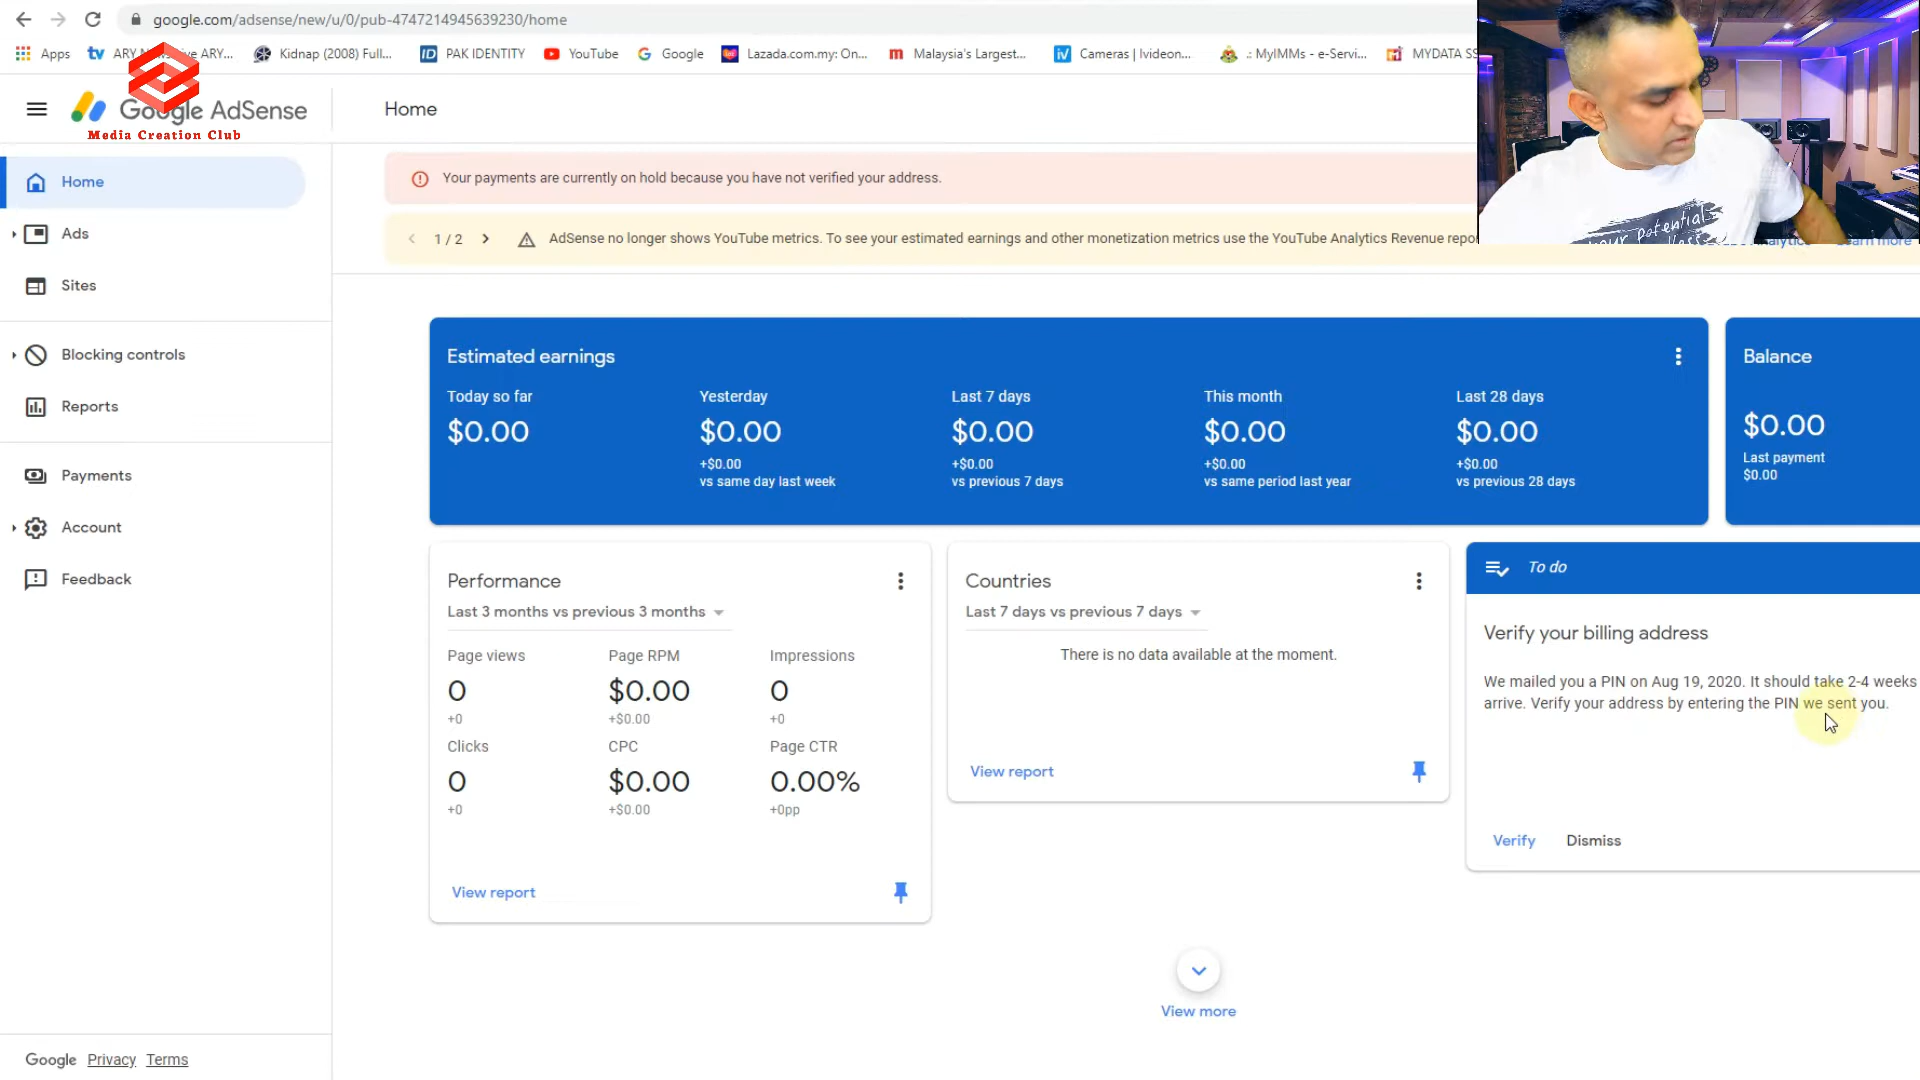 google.com/adsense/new/u/0/pub-4747214945639230/home
Apps
ARY
ARY...
Kidnap (2008) Full...
PAK IDENTITY
YouTube
Google
Lazada.com.my: On...
Malaysia's Largest...
Cameras | Ivideon...
.: MyIMMs - e-Servi...
MYDATA SS
Google AdSense
Media Creation Club
Home
Home
Ads
Sites
Blocking controls
Reports
Payments
Account
Feedback
Your payments are currently on hold because you have not verified your address.
1 / 2
AdSense no longer shows YouTube metrics. To see your estimated earnings and other monetization metrics use the YouTube Analytics Revenue repo
Learn more
your potential
Estimated earnings
Today so far
$0.00
Yesterday
$0.00
+$0.00
vs same day last week
Last 7 days
$0.00
+$0.00
vs previous 7 days
This month
$0.00
+$0.00
vs same period last year
Last 28 days
$0.00
+$0.00
vs previous 28 days
Balance
$0.00
Last payment
$0.00
Performance
Last 3 months vs previous 3 months
Page views
0
+0
Page RPM
$0.00
+$0.00
Impressions
0
+0
Clicks
0
+0
CPC
$0.00
+$0.00
Page CTR
0.00%
+0pp
View report
Countries
Last 7 days vs previous 7 days
There is no data available at the moment.
View report
To do
Verify your billing address
We mailed you a PIN on Aug 19, 2020. It should take 2-4 weeks
arrive. Verify your address by entering the PIN we sent you.
Verify
Dismiss
View more
Google
Privacy
Terms